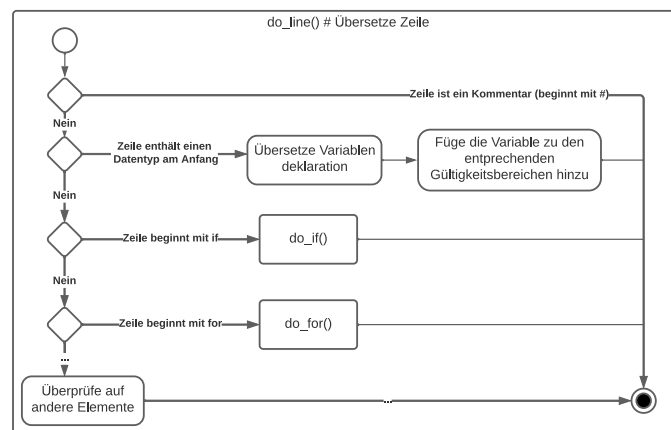 do_line() # Übersetze Zeile
Zeile ist ein Kommentar (beginnt mit #)
Nein
Zeile enthält einen
Datentyp am Anfang
Übersetze Variablen
deklaration
Füge die Variable zu den
entprechenden
Gültigkeitsbereichen hinzu
Nein
Zeile beginnt mit if
do_if()
Nein
Zeile beginnt mit for
do_for()
...
Überprüfe auf
andere Elemente
...